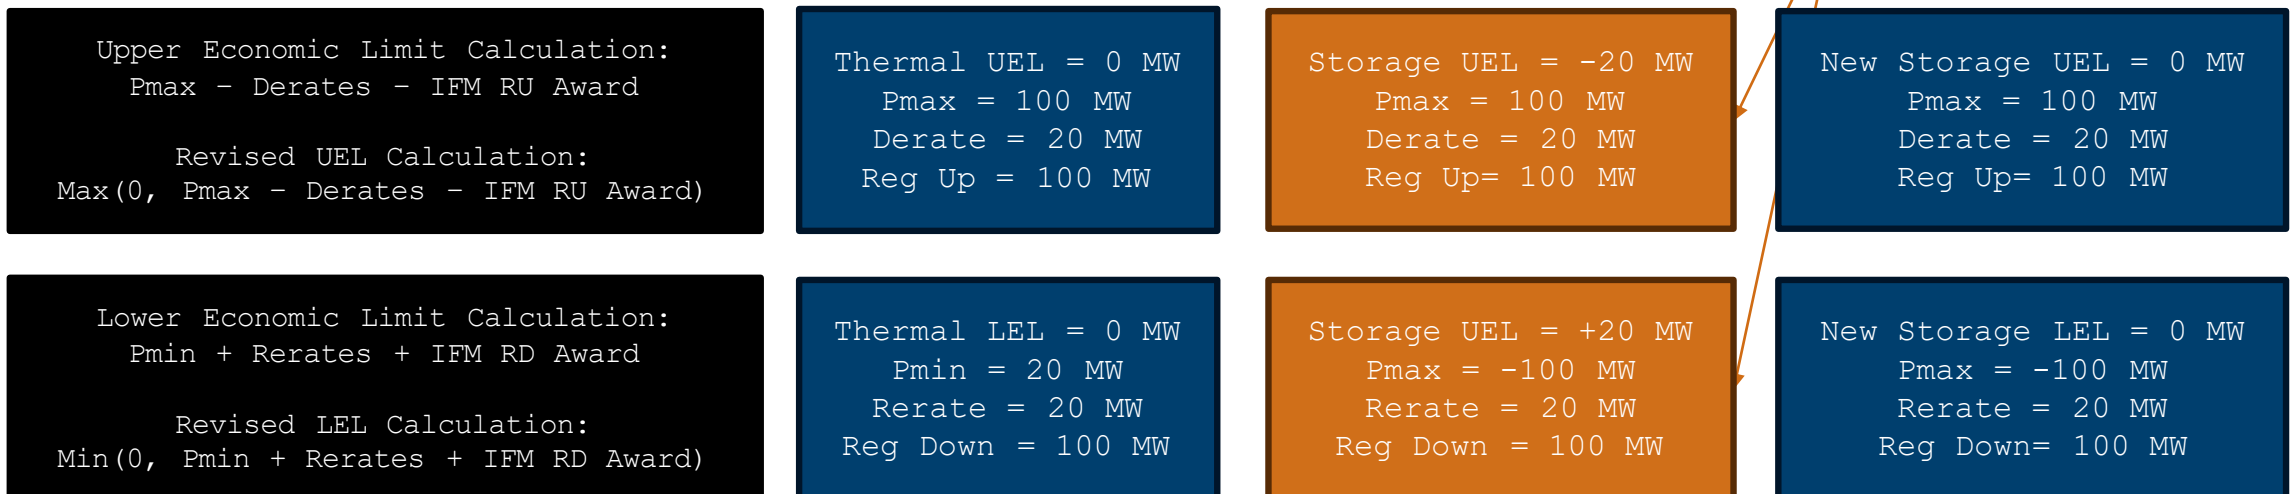 Upper Economic Limit Calculation:
Pmax – Derates – IFM RU Award
Revised UEL Calculation:
Max(0, Pmax – Derates – IFM RU Award)
Thermal UEL = 0 MW
Pmax = 100 MW
Derate = 20 MW
Reg Up = 100 MW
Storage UEL = -20 MW
Pmax = 100 MW
Derate = 20 MW
Reg Up= 100 MW
New Storage UEL = 0 MW
Pmax = 100 MW
Derate = 20 MW
Reg Up= 100 MW
Lower Economic Limit Calculation:
Pmin + Rerates + IFM RD Award
Revised LEL Calculation:
Min(0, Pmin + Rerates + IFM RD Award)
Thermal LEL = 0 MW
Pmin = 20 MW
Rerate = 20 MW
Reg Down = 100 MW
Storage UEL = +20 MW
Pmax = -100 MW
Rerate = 20 MW
Reg Down = 100 MW
New Storage LEL = 0 MW
Pmax = -100 MW
Rerate = 20 MW
Reg Down= 100 MW